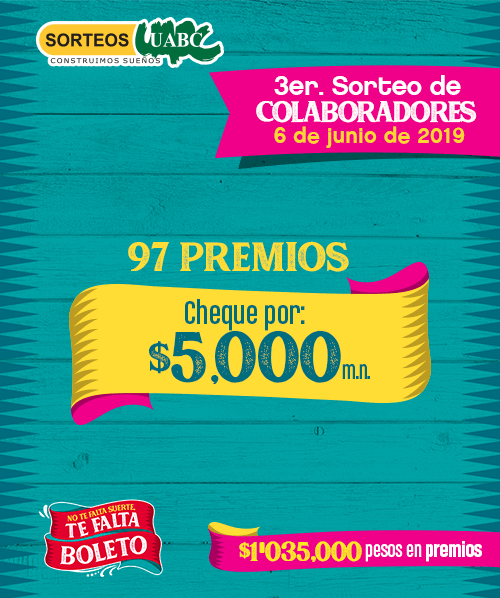 SORTEOS UABC
CONSTRUIMOS SUEÑOS
3er. Sorteo de
COLABORADORES
6 de junio de 2019
97 PREMIOS
Cheque por:
$5,000 m.n.
NO TE FALTA SUERTE,
TE FALTA
BOLETO
$1'035,000 pesos en premios